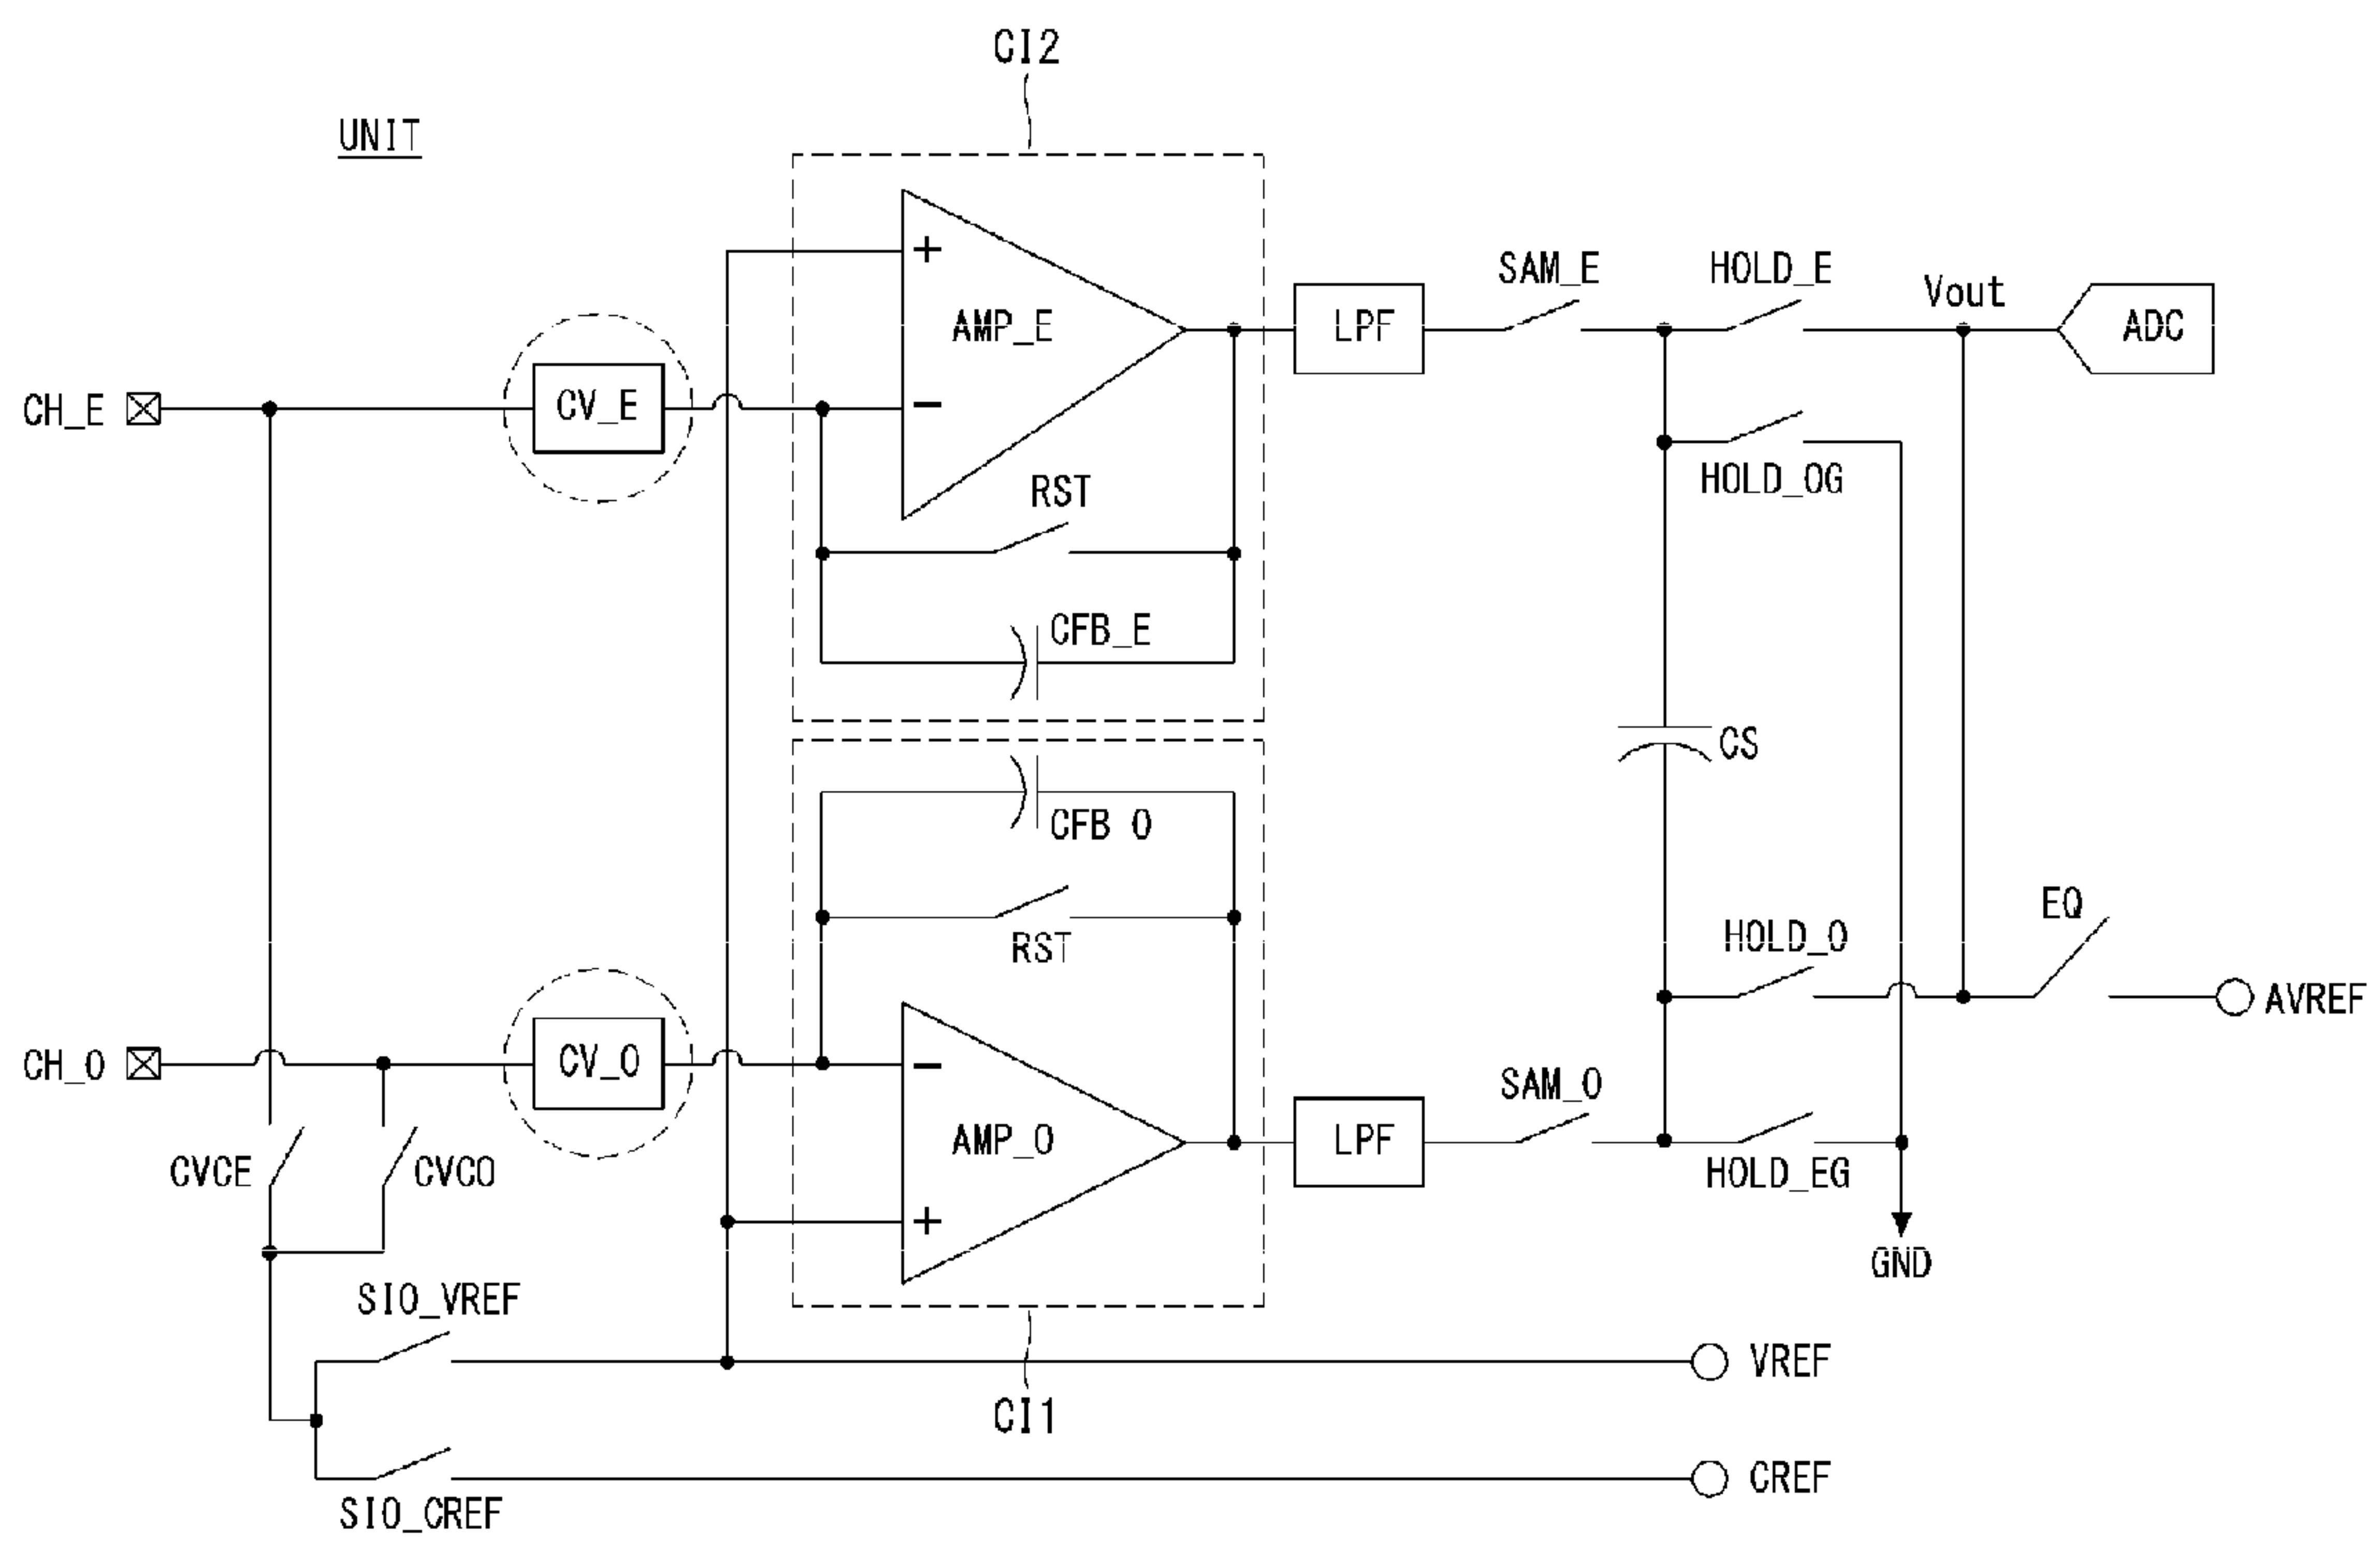 CI2
UNIT
+
AMP_E
−
RST
CFB_E
LPF
SAM_E
HOLD_E
Vout
ADC
CH_E
CV_E
HOLD_OG
CS
CFB O
RST
HOLD_O
EQ
AVREF
CH_O
CV_O
−
AMP_O
+
LPF
SAM_O
HOLD_EG
GND
CVCE
CVCO
SIO_VREF
VREF
CI1
SIO_CREF
CREF